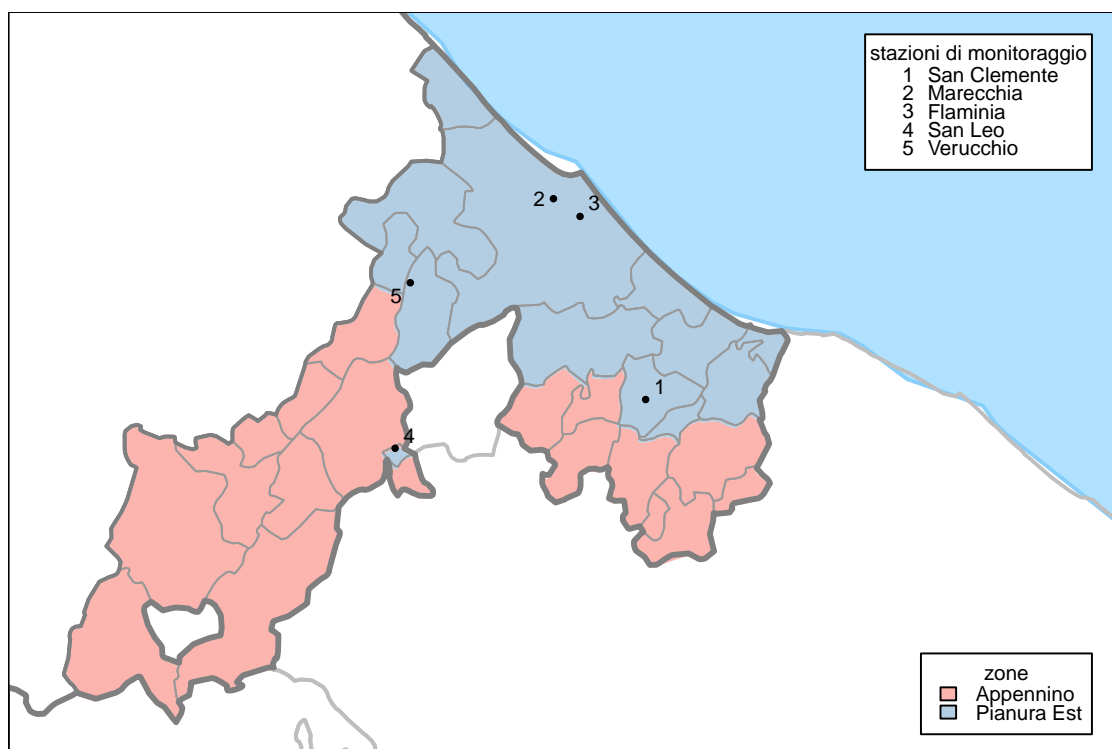 stazioni di monitoraggio
1 San Clemente
2 Marecchia
3 Flaminia
4 San Leo
5 Verucchio
2
3
5
1
4
zone
Appennino
Pianura Est